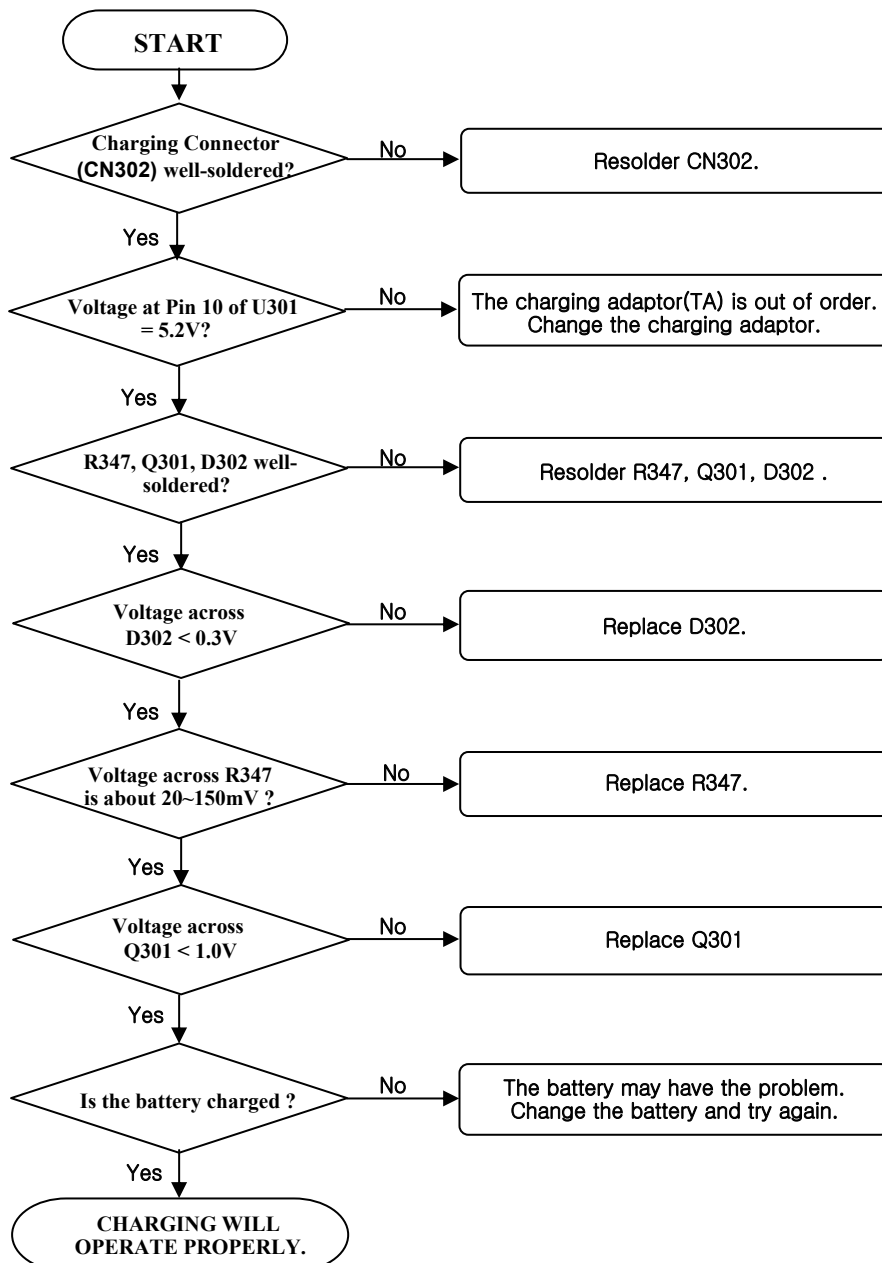 START
Charging Connector
(CN302) well-soldered?
No
Resolder CN302.
Yes
Voltage at Pin 10 of U301
= 5.2V?
No
The charging adaptor(TA) is out of order.
Change the charging adaptor.
Yes
R347, Q301, D302 well-
soldered?
No
Resolder R347, Q301, D302 .
Yes
Voltage across
D302 < 0.3V
No
Replace D302.
Yes
Voltage across R347
is about 20~150mV ?
No
Replace R347.
Yes
Voltage across
Q301 < 1.0V
No
Replace Q301
Yes
Is the battery charged ?
No
The battery may have the problem.
Change the battery and try again.
Yes
CHARGING WILL
OPERATE PROPERLY.